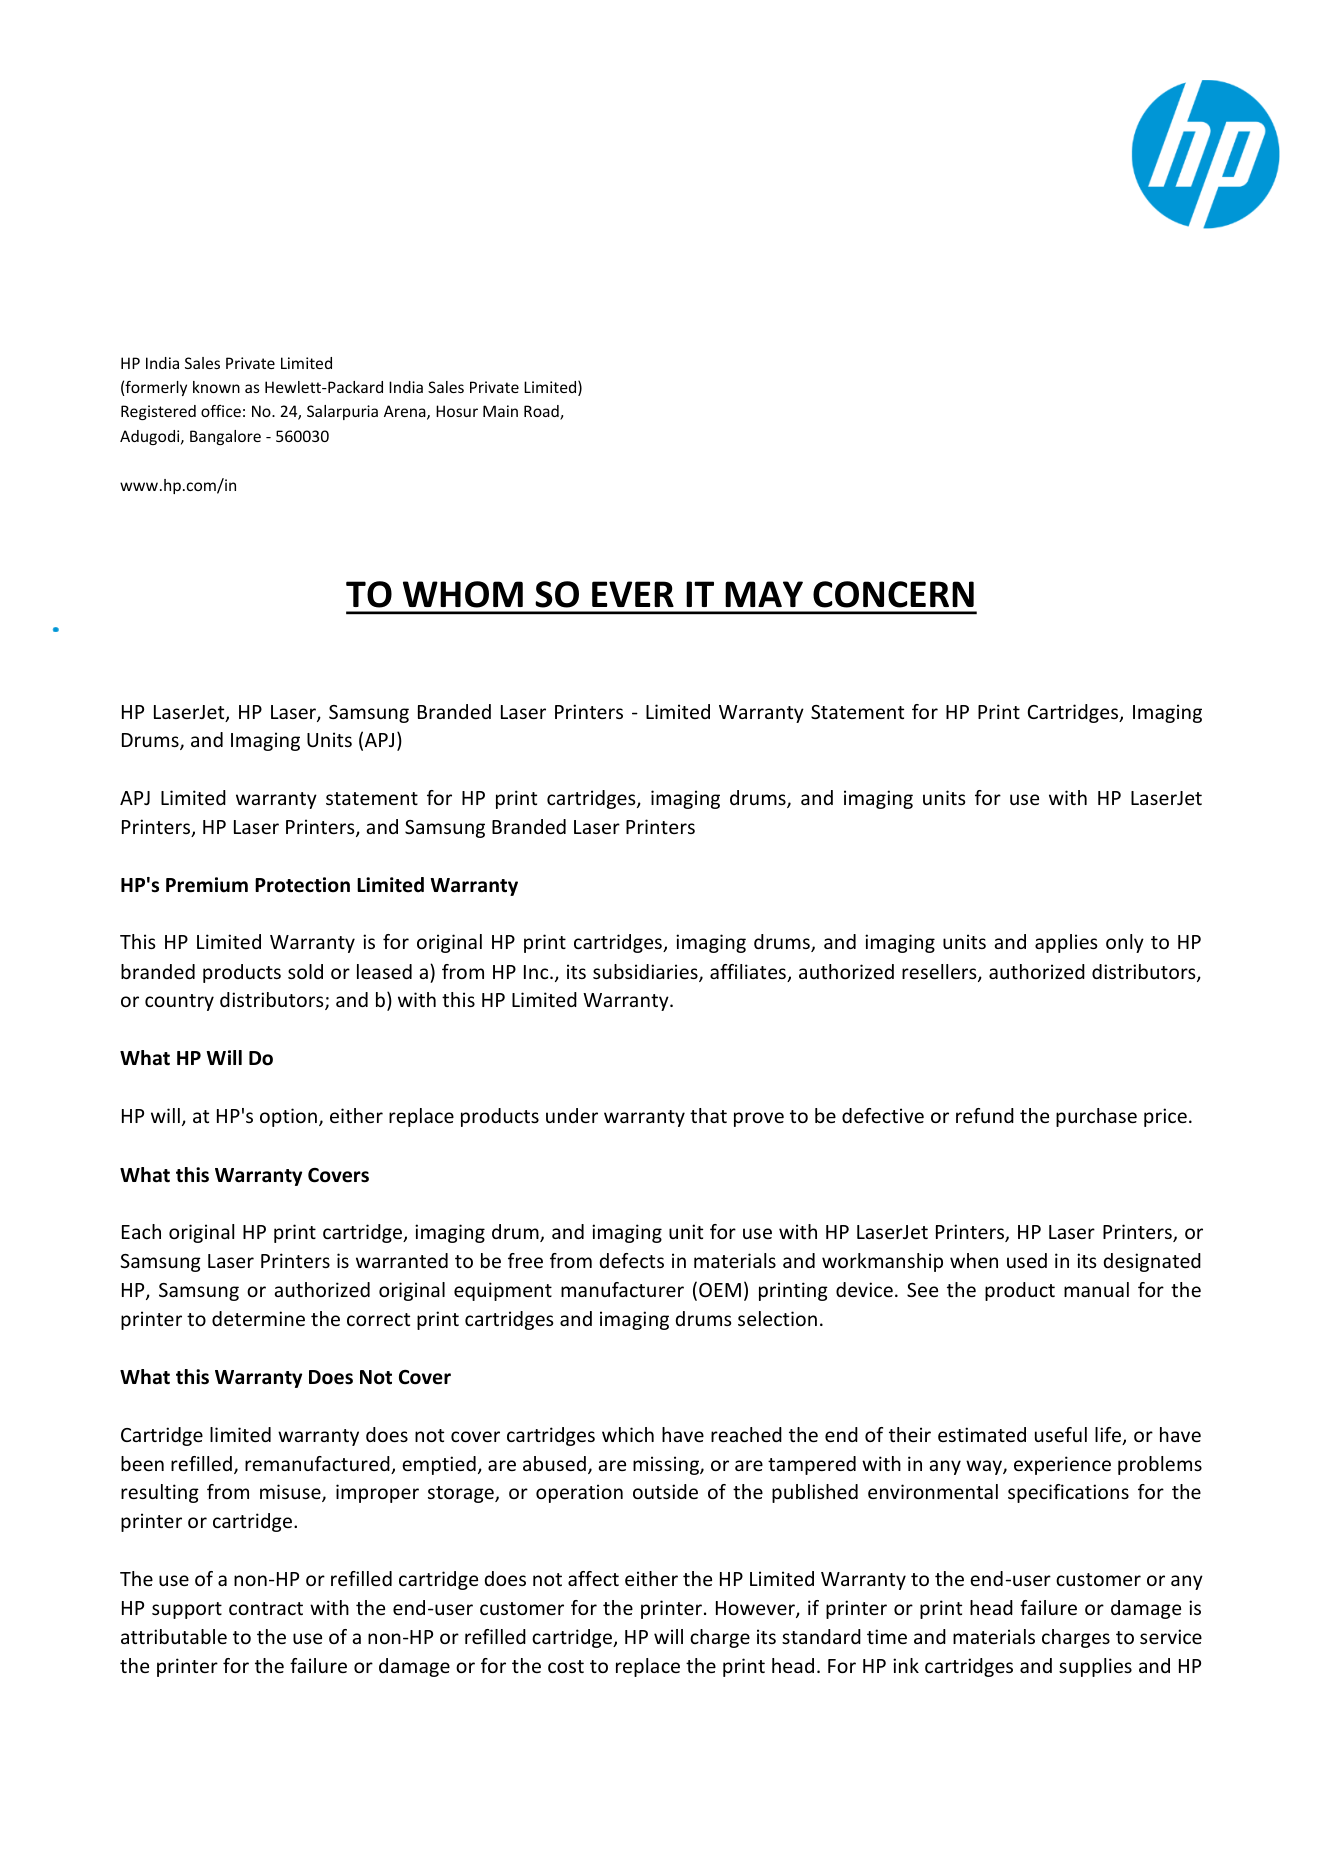 hp
HP India Sales Private Limited
(formerly known as Hewlett-Packard India Sales Private Limited)
Registered office: No. 24, Salarpuria Arena, Hosur Main Road,
Adugodi, Bangalore - 560030
www.hp.com/in
TO WHOM SO EVER IT MAY CONCERN
HP LaserJet, HP Laser, Samsung Branded Laser Printers - Limited Warranty Statement for HP Print Cartridges, Imaging
Drums, and Imaging Units (APJ)
APJ Limited warranty statement for HP print cartridges, imaging drums, and imaging units for use with HP LaserJet
Printers, HP Laser Printers, and Samsung Branded Laser Printers
HP's Premium Protection Limited Warranty
This HP Limited Warranty is for original HP print cartridges, imaging drums, and imaging units and applies only to HP
branded products sold or leased a) from HP Inc., its subsidiaries, affiliates, authorized resellers, authorized distributors,
or country distributors; and b) with this HP Limited Warranty.
What HP Will Do
HP will, at HP's option, either replace products under warranty that prove to be defective or refund the purchase price.
What this Warranty Covers
Each original HP print cartridge, imaging drum, and imaging unit for use with HP LaserJet Printers, HP Laser Printers, or
Samsung Laser Printers is warranted to be free from defects in materials and workmanship when used in its designated
HP, Samsung or authorized original equipment manufacturer (OEM) printing device. See the product manual for the
printer to determine the correct print cartridges and imaging drums selection.
What this Warranty Does Not Cover
Cartridge limited warranty does not cover cartridges which have reached the end of their estimated useful life, or have
been refilled, remanufactured, emptied, are abused, are missing, or are tampered with in any way, experience problems
resulting from misuse, improper storage, or operation outside of the published environmental specifications for the
printer or cartridge.
The use of a non-HP or refilled cartridge does not affect either the HP Limited Warranty to the end-user customer or any
HP support contract with the end-user customer for the printer. However, if printer or print head failure or damage is
attributable to the use of a non-HP or refilled cartridge, HP will charge its standard time and materials charges to service
the printer for the failure or damage or for the cost to replace the print head. For HP ink cartridges and supplies and HP